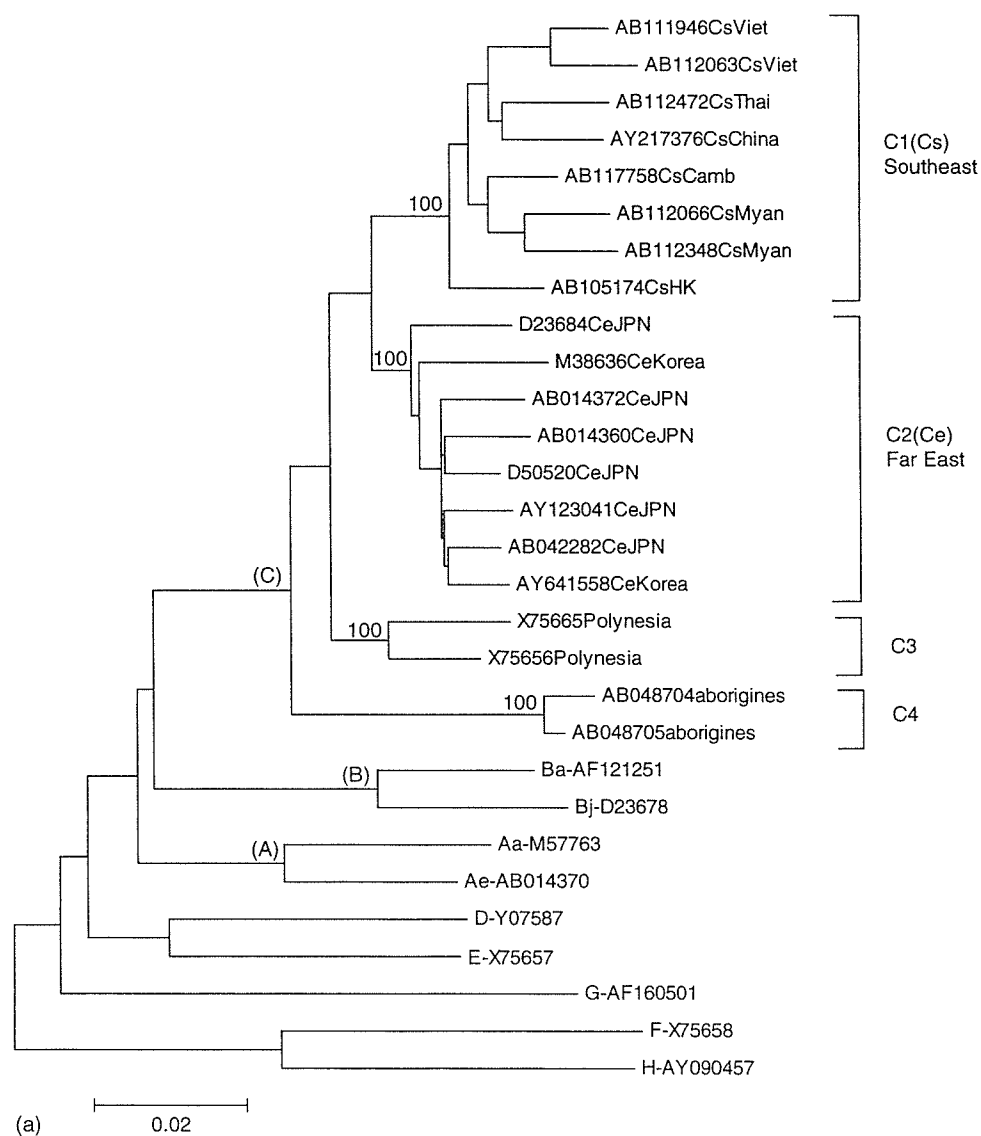 AB111946CsViet
AB112063CsViet
AB112472CsThai
AY217376CsChina
C1(Cs)
Southeast
AB117758CsCamb
100
AB112066CsMyan
AB112348CsMyan
AB105174CsHK
D23684CeJPN
100
M38636CeKorea
AB014372CeJPN
AB014360CeJPN
C2(Ce)
Far East
D50520CeJPN
AY123041CeJPN
AB042282CeJPN
(C)
AY641558CeKorea
X75665Polynesia
100
C3
X75656Polynesia
AB048704aborigines
100
C4
AB048705aborigines
Ba-AF121251
(B)
Bj-D23678
Aa-M57763
(A)
Ae-AB014370
D-Y07587
E-X75657
G-AF160501
F-X75658
H-AY090457
(a)
0.02